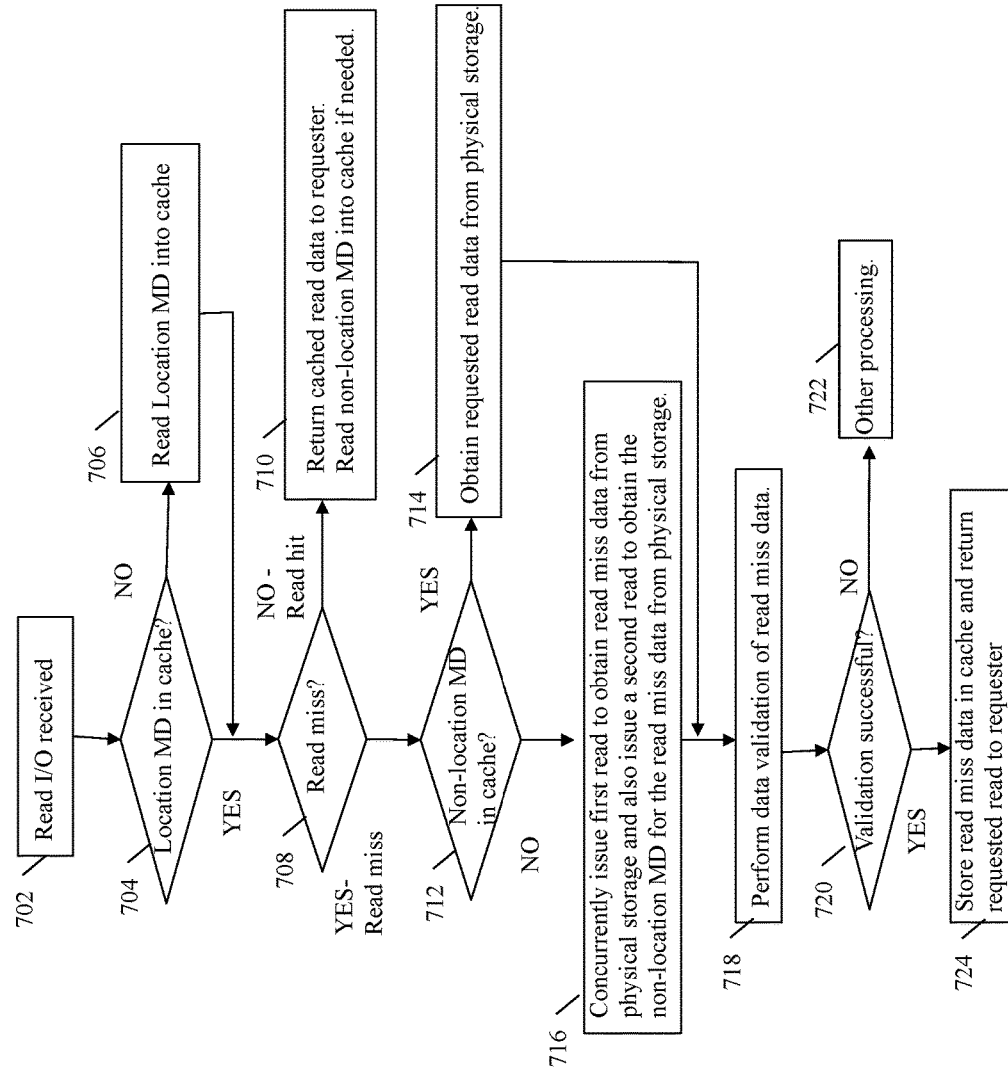 702
Read I/O received
704
Location MD in cache?
NO
YES
706
Read Location MD into cache
708
Read miss?
NO -
Read hit
YES-
Read miss
710
Return cached read data to requester.
Read non-location MD into cache if needed.
712
Non-location MD
in cache?
YES
NO
714
Obtain requested read data from physical storage.
716
Concurrently issue first read to obtain read miss data from
physical storage and also issue a second read to obtain the
non-location MD for the read miss data from physical storage.
718
Perform data validation of read miss data.
720
Validation successful?
NO
YES
722
Other processing.
724
Store read miss data in cache and return
requested read to requester